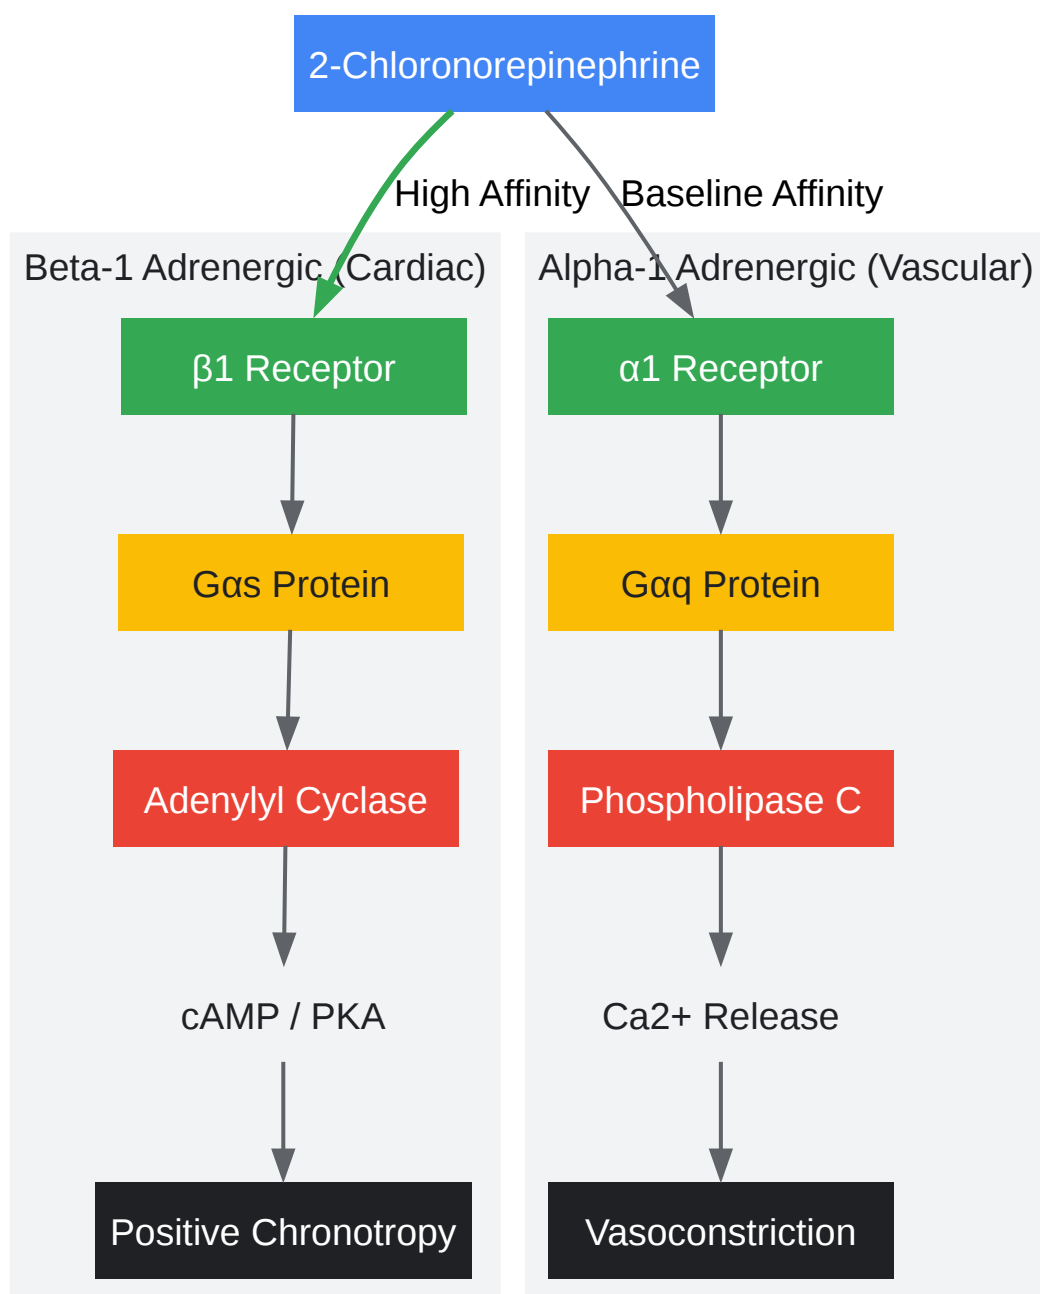 2-Chloronorepinephrine
High Affinity
Baseline Affinity
Beta-1 Adrenergic (Cardiac)
β1 Receptor
Gαs Protein
Adenylyl Cyclase
cAMP / PKA
Positive Chronotropy
Alpha-1 Adrenergic (Vascular)
α1 Receptor
Gαq Protein
Phospholipase C
Ca2+ Release
Vasoconstriction